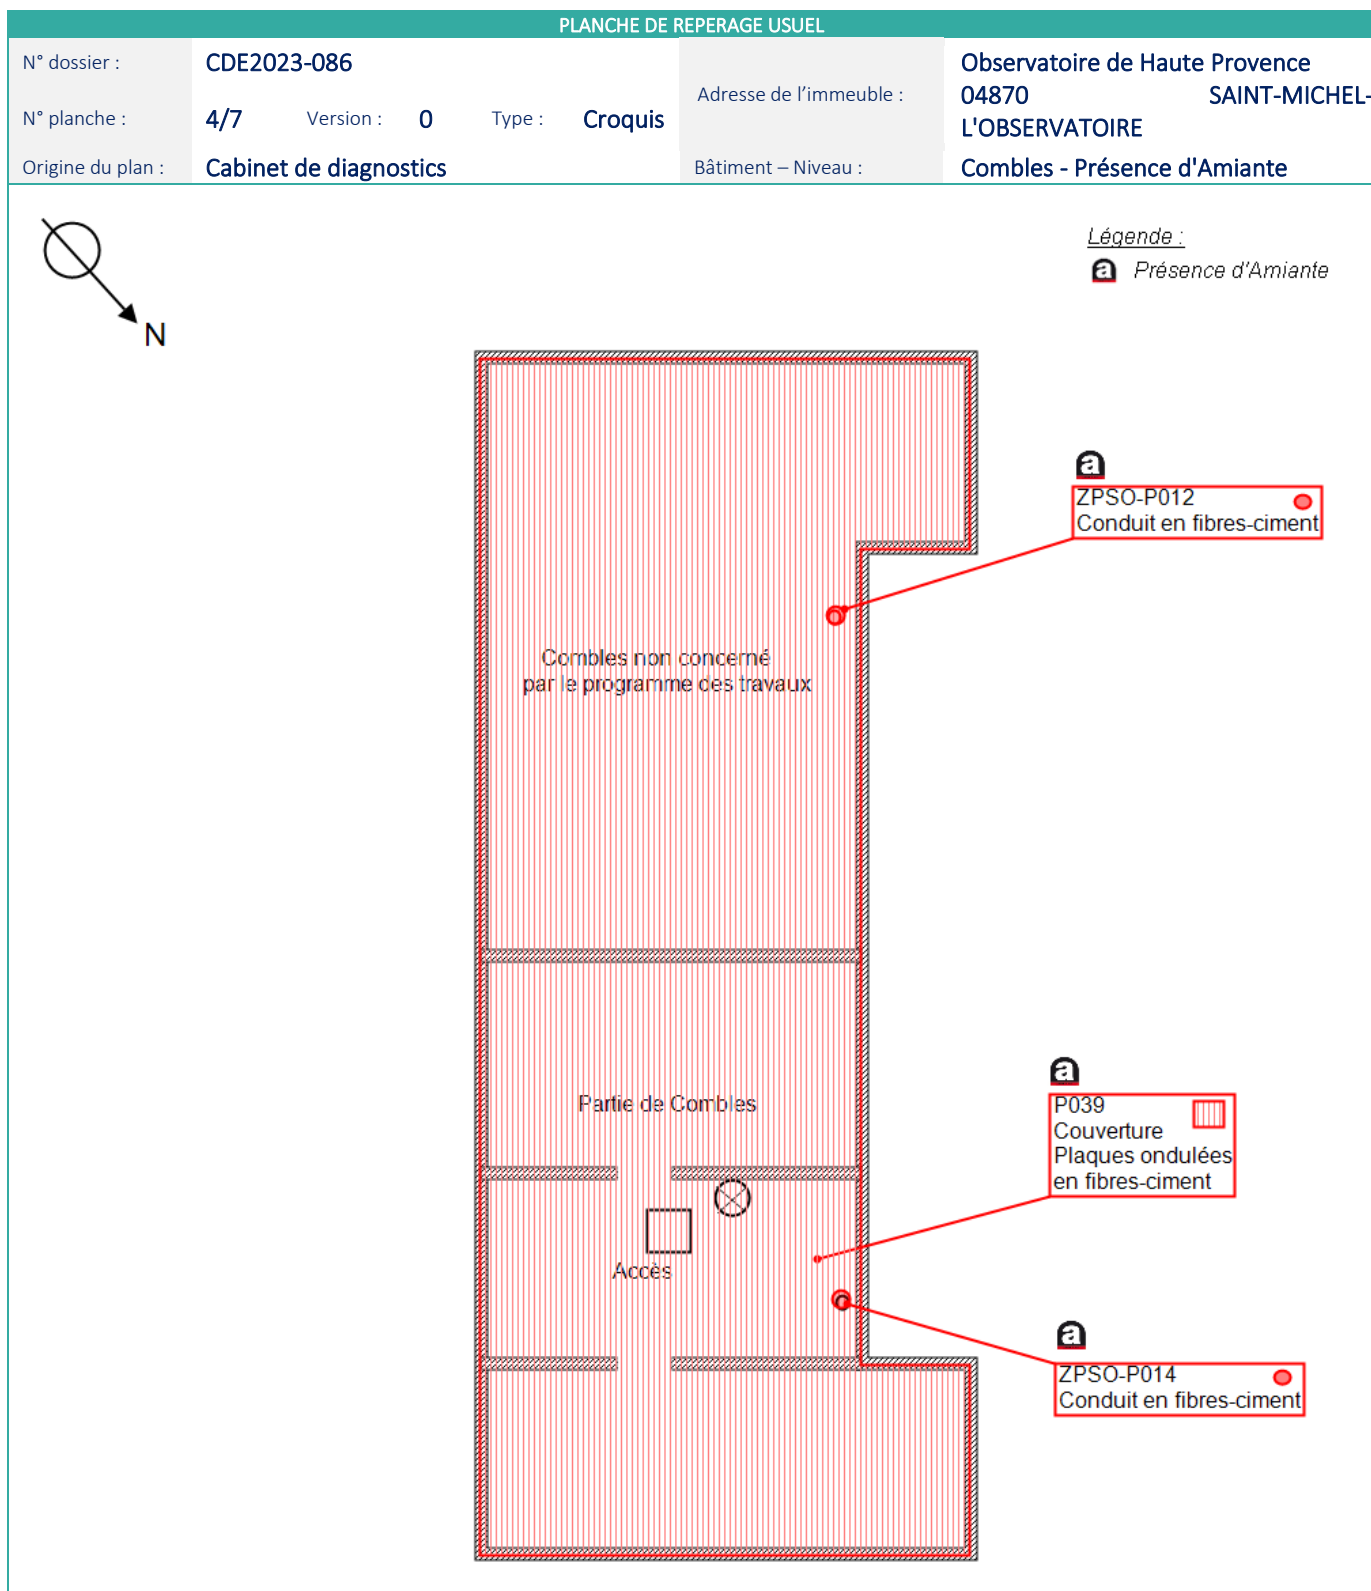 PLANCHE DE REPERAGE USUEL
N° dossier :
CDE2023-086
N° planche :
4/7
Version :
0
Type :
Croquis
Adresse de l'immeuble :
Observatoire de Haute Provence
04870 SAINT-MICHEL-
L'OBSERVATOIRE
Origine du plan :
Cabinet de diagnostics
Bâtiment – Niveau :
Combles - Présence d'Amiante
N
Légende :
a Présence d'Amiante
a
ZPSO-P012
Conduit en fibres-ciment
Combles non concerné
par le programme des travaux
Partie de Combles
a
P039
Couverture
Plaques ondulées
en fibres-ciment
Accès
a
ZPSO-P014
Conduit en fibres-ciment